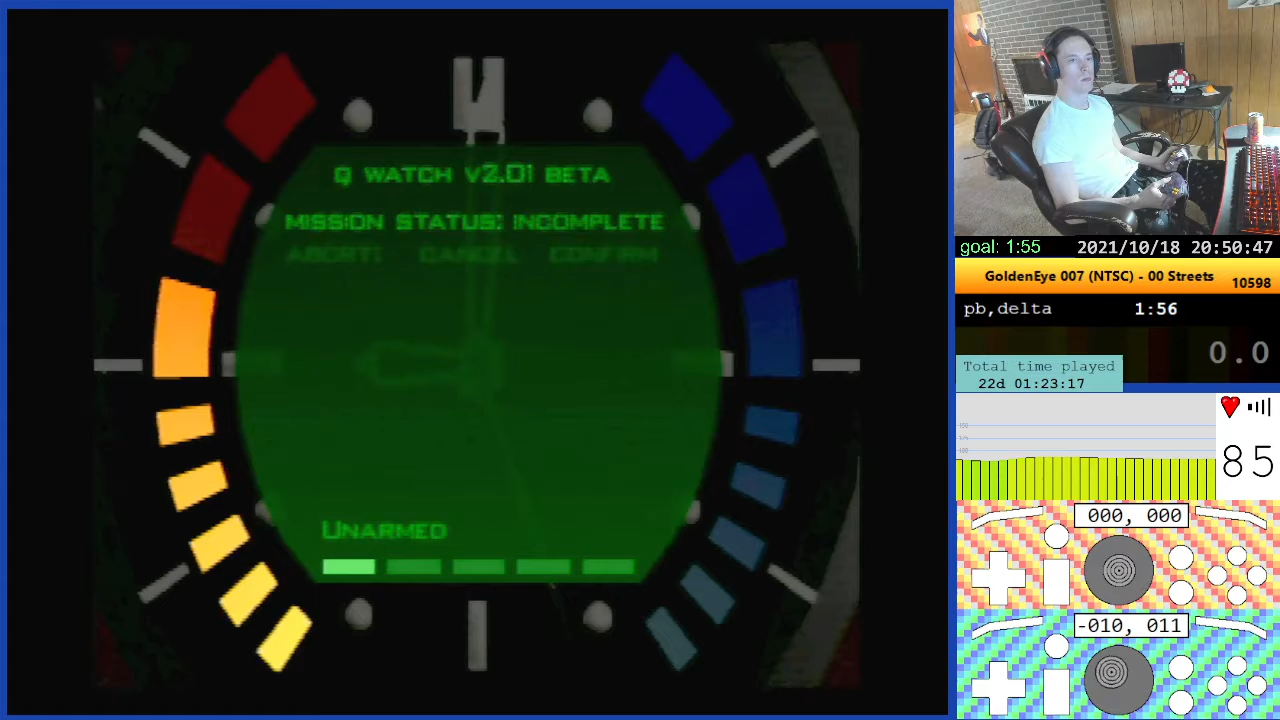 Q WATCH V2.01 BETA
MISSION STATUS: INCOMPLETE
ABORT: CANCEL CONFIRM
UNARMED
goal: 1:55 2021/10/18 20:50:47
GoldenEye 007 (NTSC) - 00 Streets 10598
pb,delta 1:56
0.0
Total time played
22d 01:23:17
85
000, 000
-010, 011